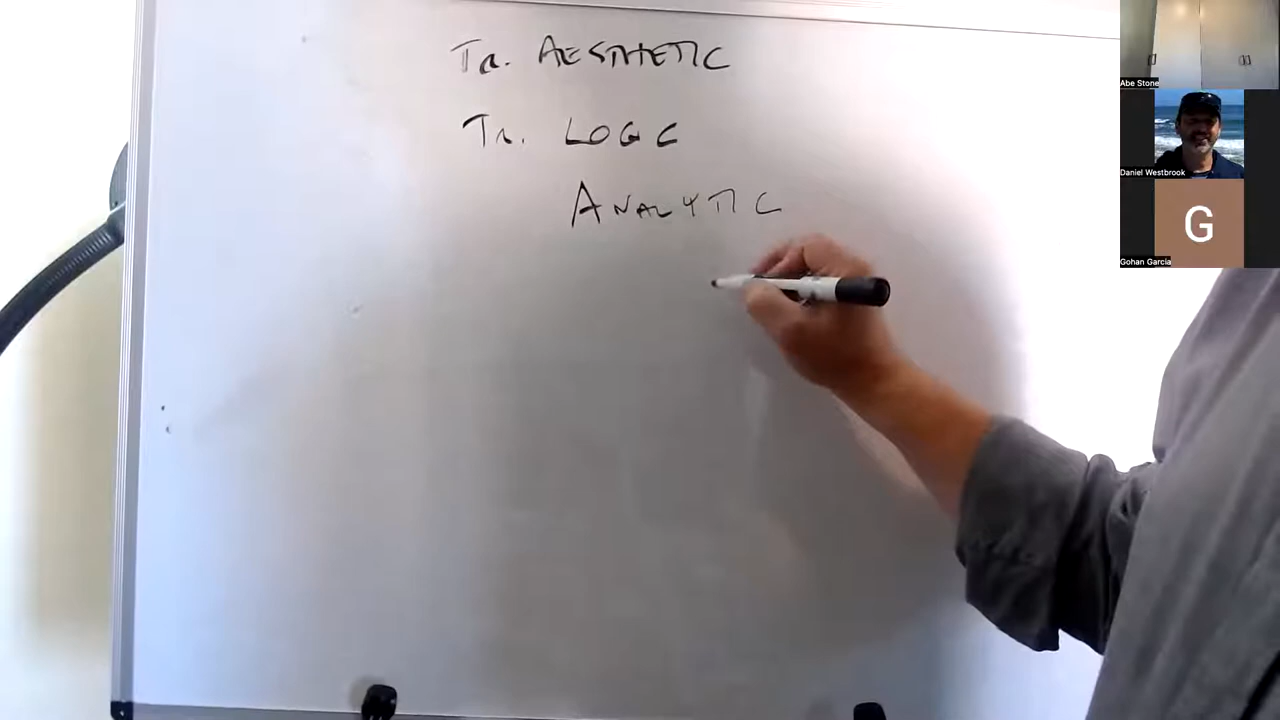 Tr. AESTHETIC
Tr. LOGIC
ANALYTIC
Abe Stone
Daniel Westbrook
G
Gohan Garcia